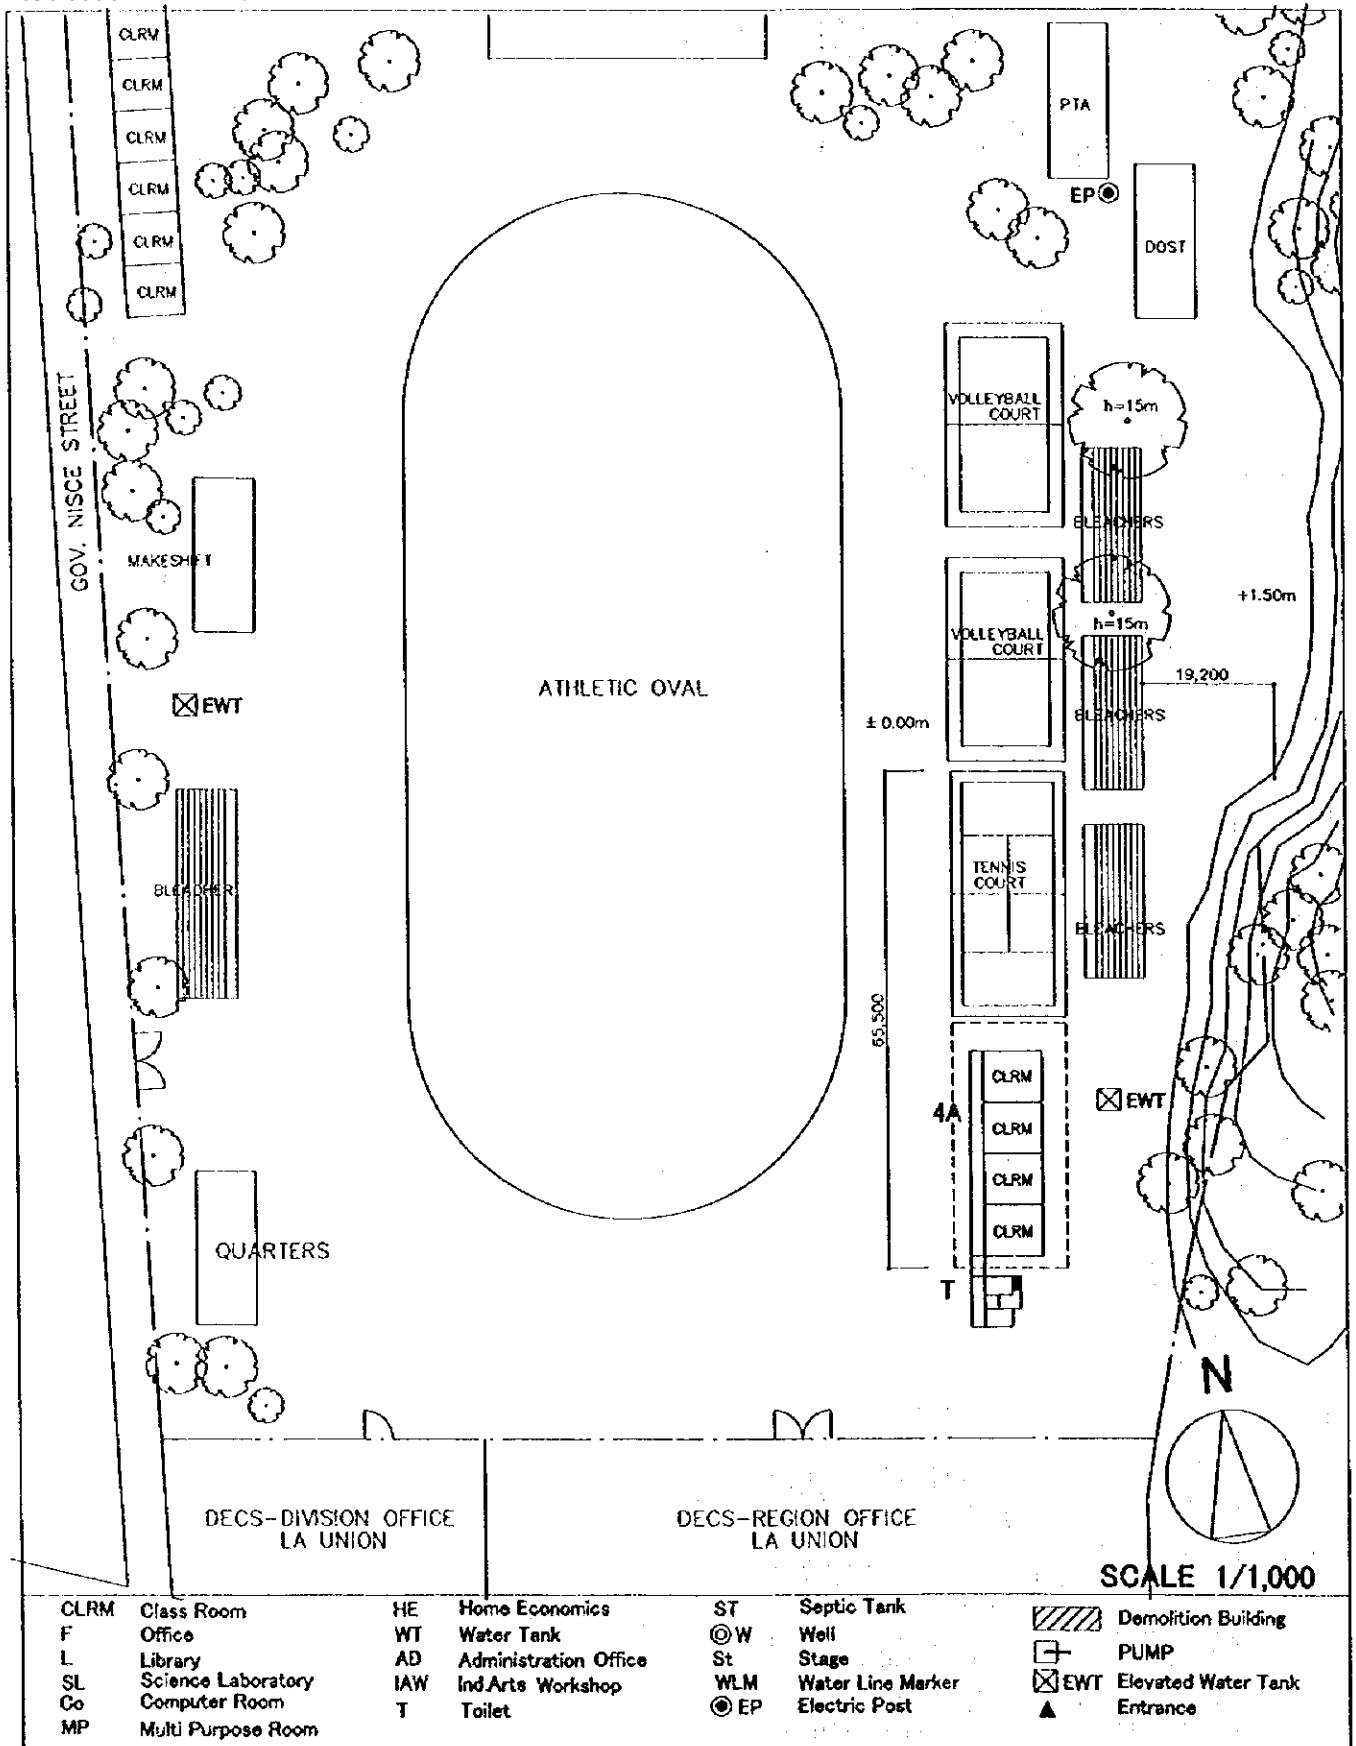 CLRM
CLRM
CLRM
CLRM
CLRM
CLRM
PTA
EP
DOST
GOV. NISCE STREET
VOLLEYBALL
COURT
h=15m
BLEACHERS
MAKESHIFT
+1.50m
h=15m
VOLLEYBALL
COURT
19,200
ATHLETIC OVAL
EWT
± 0.00m
BLEACHERS
TENNIS
COURT
BLEADHER
BLEACHERS
65,500
CLRM
4A
EWT
CLRM
CLRM
CLRM
QUARTERS
T
N
DECS-DIVISION OFFICE
LA UNION
DECS-REGION OFFICE
LA UNION
SCALE 1/1,000
CLRM Class Room
F Office
L Library
SL Science Laboratory
Co Computer Room
MP Multi Purpose Room
HE Home Economics
WT Water Tank
AD Administration Office
IAW Ind Arts Workshop
T Toilet
ST Septic Tank
W Well
St Stage
WLM Water Line Marker
EP Electric Post
Demolition Building
PUMP
EWT Elevated Water Tank
Entrance